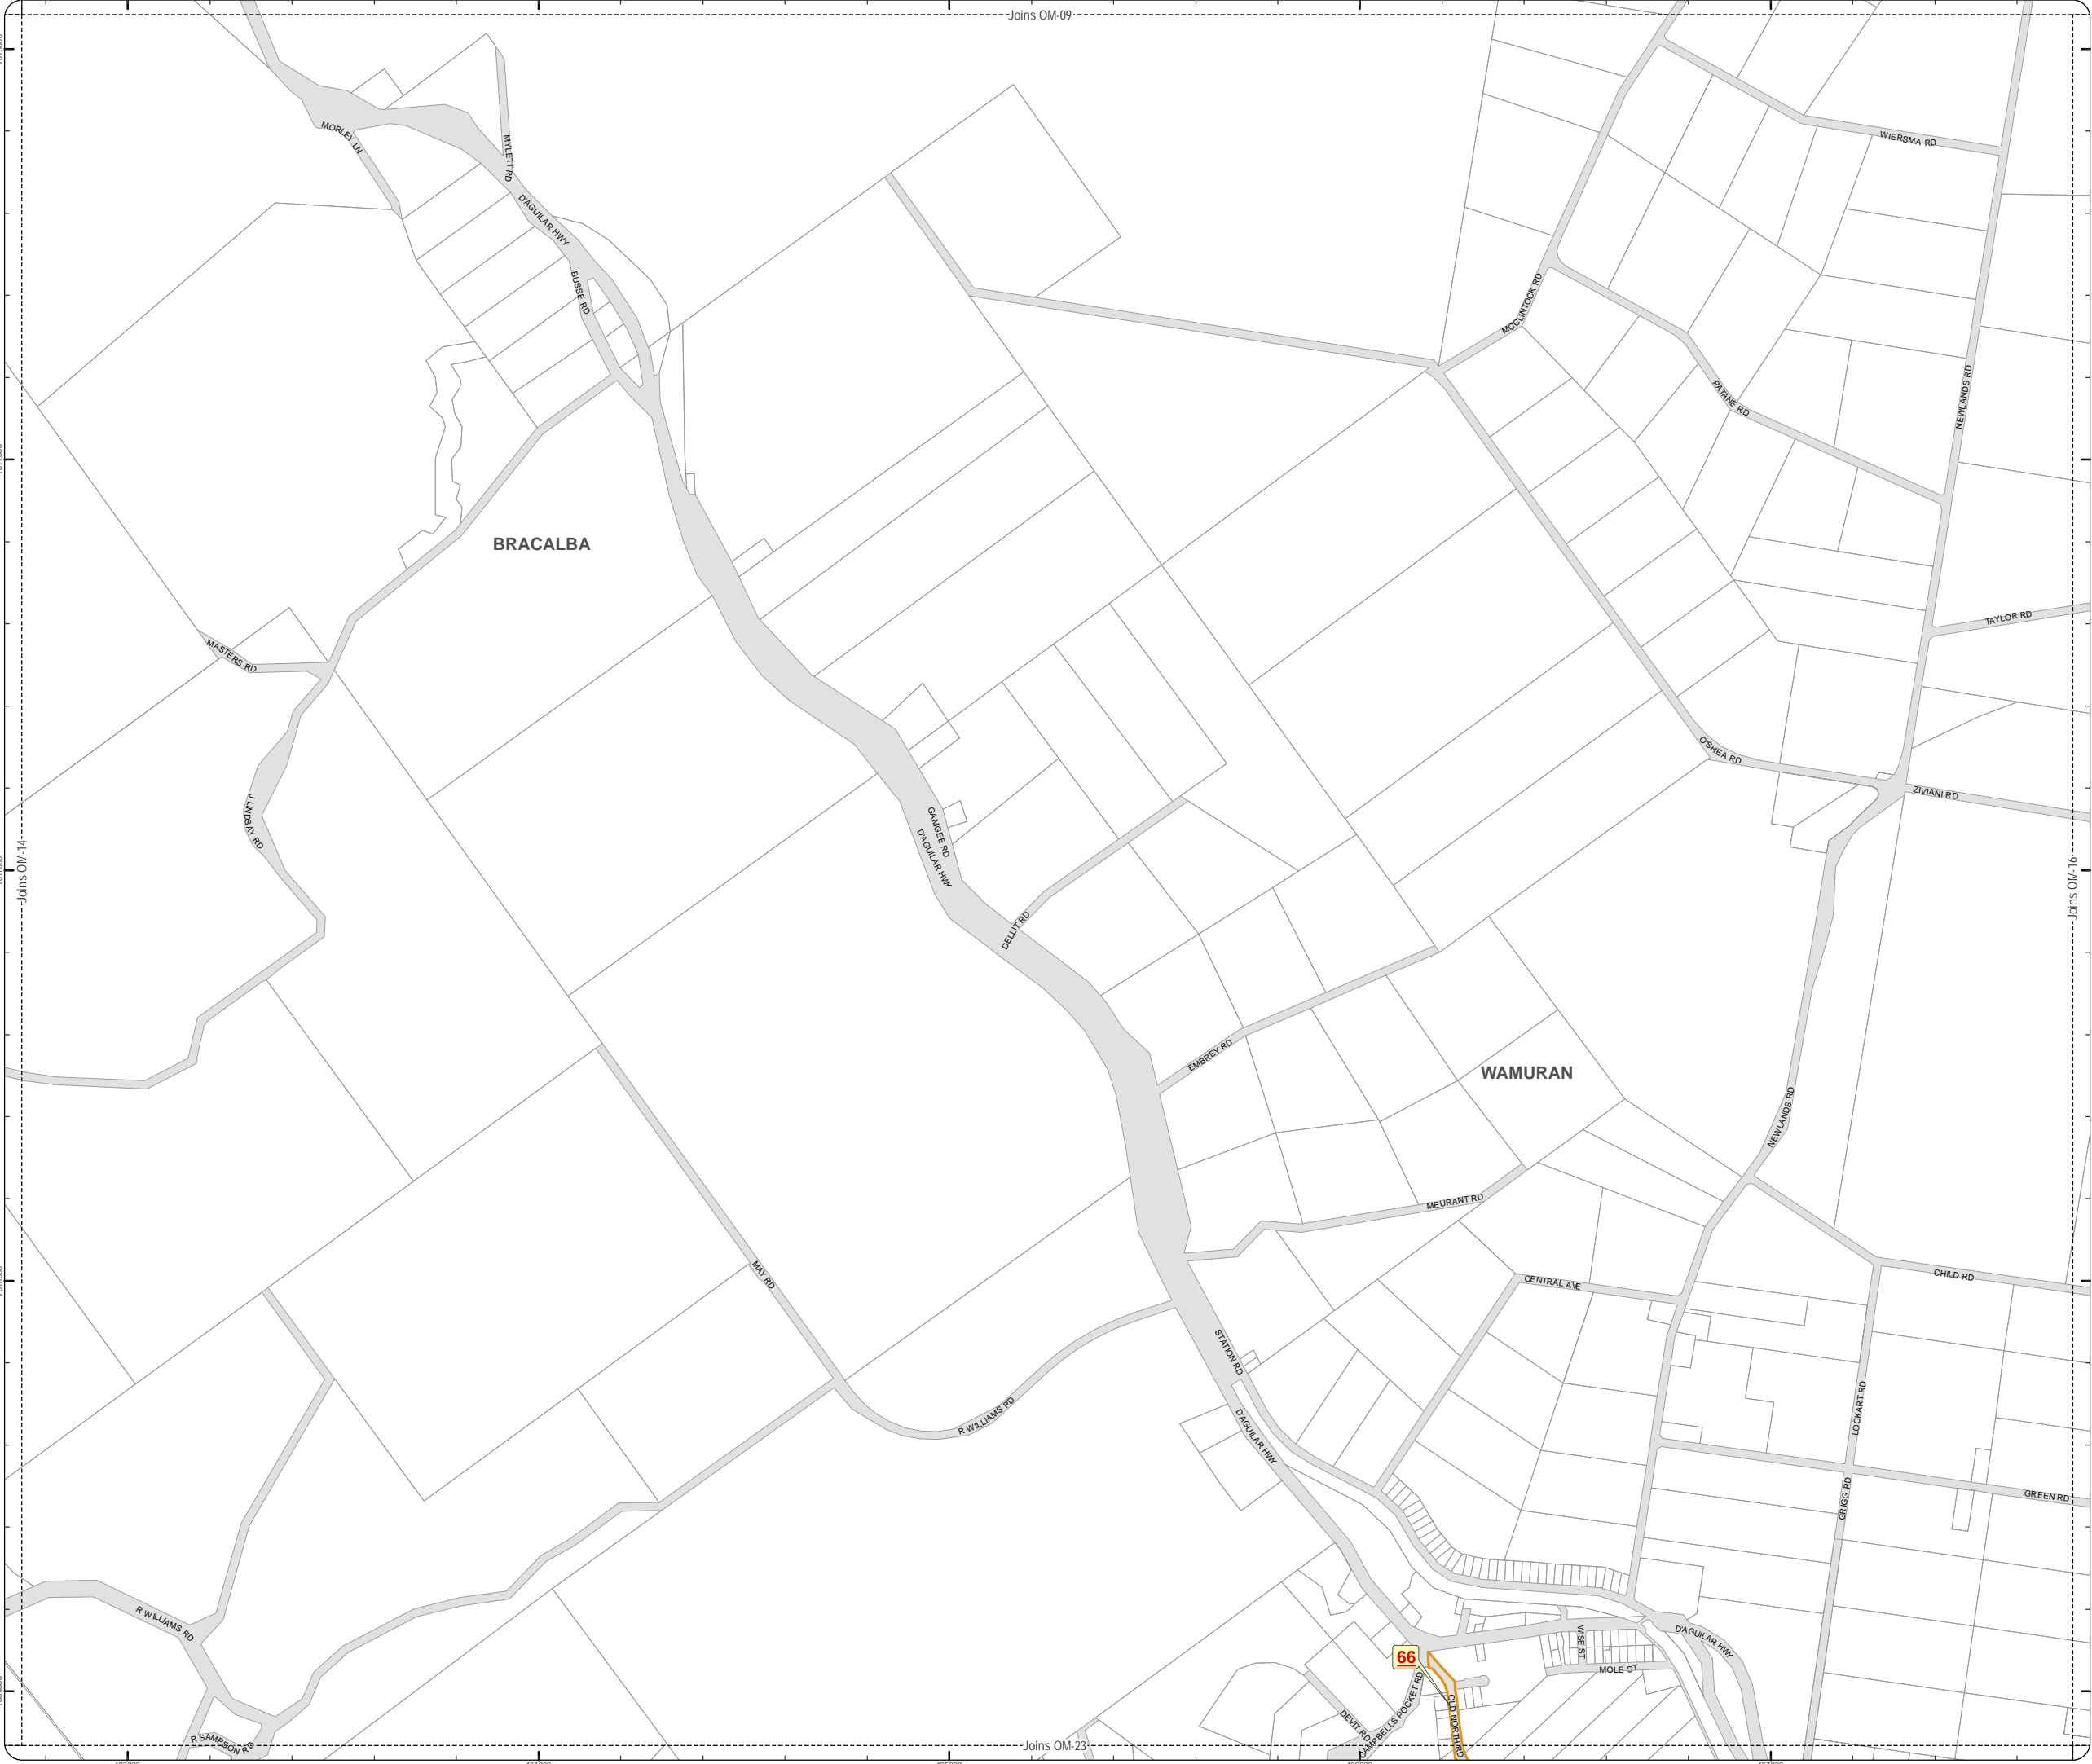 Joins OM-09
MORLEY LN
MYLETT RD
WIERSMA RD
D'AGUILAR HWY
BUSSE RD
MCCLINTOCK RD
PATANE RD
NEWLANDS RD
BRACALBA
TAYLOR RD
MASTERS RD
OSHEA RD
ZIVIANI RD
J LINDSAY RD
GAMGEE RD
D'AGUILAR HWY
Joins OM-14
Joins OM-16
DELLIT RD
EMBREY RD
WAMURAN
NEWLANDS RD
MEURANT RD
MAY RD
CENTRAL AVE
CHILD RD
STATION RD
R WILLIAMS RD
D'AGUILAR HWY
LOCKART RD
GRIGG RD
GREEN RD
R WILLIAMS RD
WISE ST
D'AGUILAR HWY
66
MOLE ST
OLD NORTH RD
DEVIT RD
CAMPBELLS POCKET RD
R SAMPSON RD
Joins OM-23